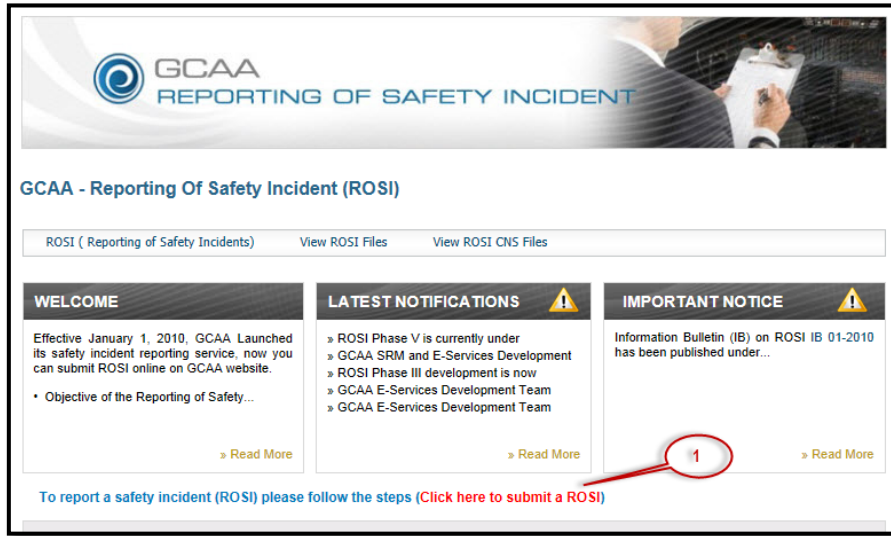 GCAA
REPORTING OF SAFETY INCIDENT
GCAA - Reporting Of Safety Incident (ROSI)
ROSI ( Reporting of Safety Incidents) View ROSI Files View ROSI CNS Files
WELCOME
Effective January 1, 2010, GCAA Launched
its safety incident reporting service, now you
can submit ROSI online on GCAA website.
• Objective of the Reporting of Safety...
» Read More
LATEST NOTIFICATIONS
» ROSI Phase V is currently under
» GCAA SRM and E-Services Development
» ROSI Phase III development is now
» GCAA E-Services Development Team
» GCAA E-Services Development Team
» Read More
IMPORTANT NOTICE
Information Bulletin (IB) on ROSI IB 01-2010
has been published under...
» Read More
1
To report a safety incident (ROSI) please follow the steps (Click here to submit a ROSI)